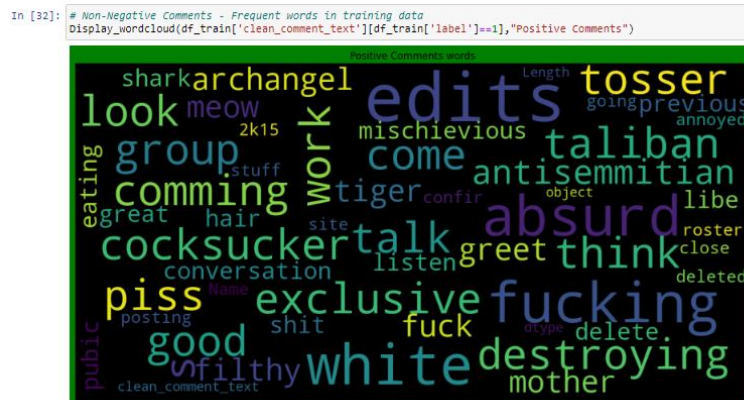 In [32]: # Non-Negative Comments - Frequent words in training data
Display_wordcloud(df_train['clean_comment_text'][df_train['label']==1],"Positive Comments")
Positive Comments words
shark archangel edits Length tosser
look meow 2k15 work mischievious going previous annoyed
eating group stuff come taliban
comming tiger confir antisemmitian object libe
great hair site absurd roster
cocksucker talk listen greet think close
conversation deleted
piss Name exclusive fucking
posting shit fuck dtype delete
pubic good s filthy white destroying
clean_comment_text mother